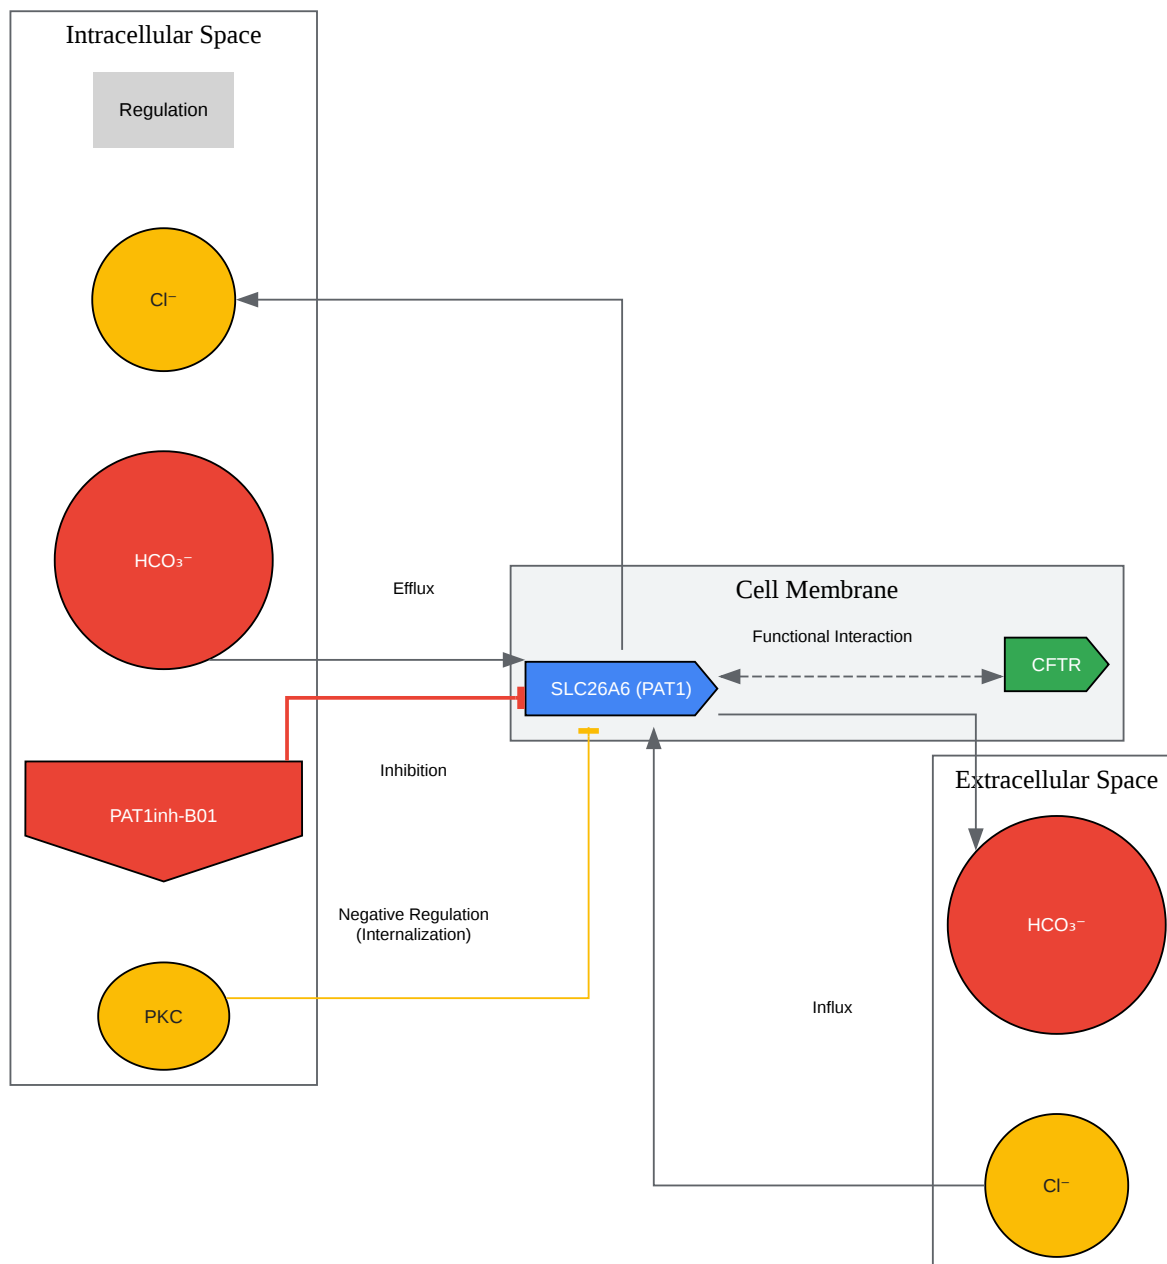 Intracellular Space
Regulation
Cl⁻
HCO₃⁻
Efflux
Cell Membrane
Functional Interaction
CFTR
SLC26A6 (PAT1)
Inhibition
PAT1inh-B01
Extracellular Space
Negative Regulation
(Internalization)
HCO₃⁻
PKC
Influx
Cl⁻